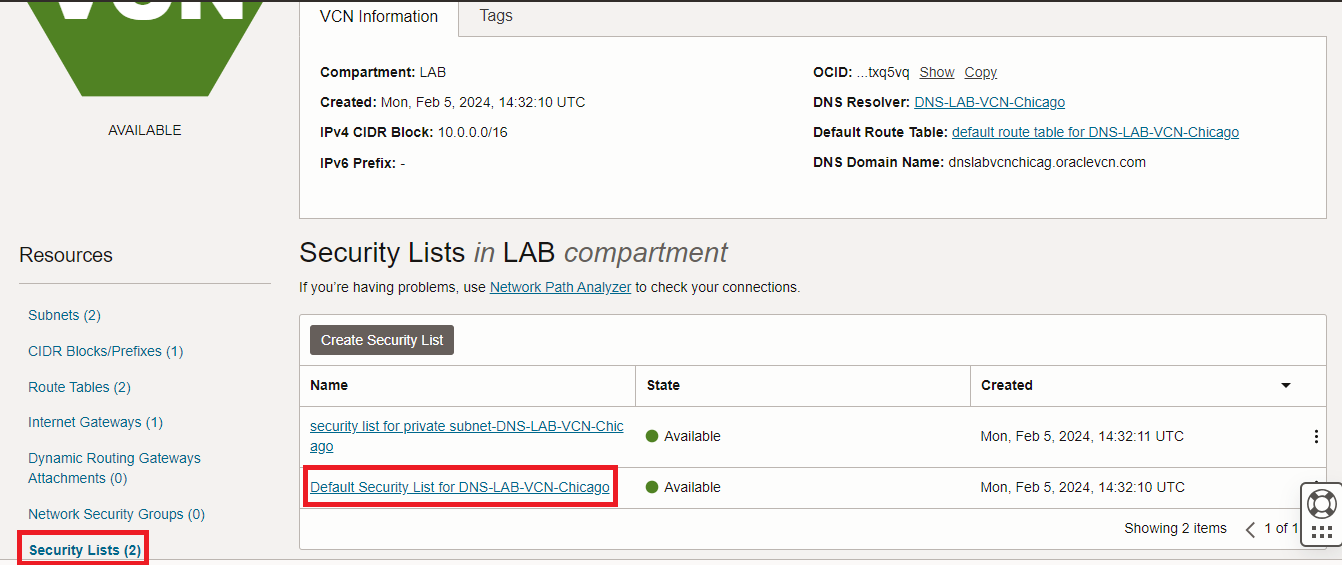 VCN
AVAILABLE
VCN Information
Tags
Compartment: LAB
Created: Mon, Feb 5, 2024, 14:32:10 UTC
IPv4 CIDR Block: 10.0.0.0/16
IPv6 Prefix: -
OCID: ...txq5vq Show Copy
DNS Resolver: DNS-LAB-VCN-Chicago
Default Route Table: default route table for DNS-LAB-VCN-Chicago
DNS Domain Name: dnslabvcnchicag.oraclevcn.com
Resources
Subnets (2)
CIDR Blocks/Prefixes (1)
Route Tables (2)
Internet Gateways (1)
Dynamic Routing Gateways
Attachments (0)
Network Security Groups (0)
Security Lists (2)
Security Lists in LAB compartment
If you're having problems, use Network Path Analyzer to check your connections.
Create Security List
Name State Created
security list for private subnet-DNS-LAB-VCN-Chic
ago
Available
Mon, Feb 5, 2024, 14:32:11 UTC
Default Security List for DNS-LAB-VCN-Chicago
Available
Mon, Feb 5, 2024, 14:32:10 UTC
Showing 2 items 1 of 1